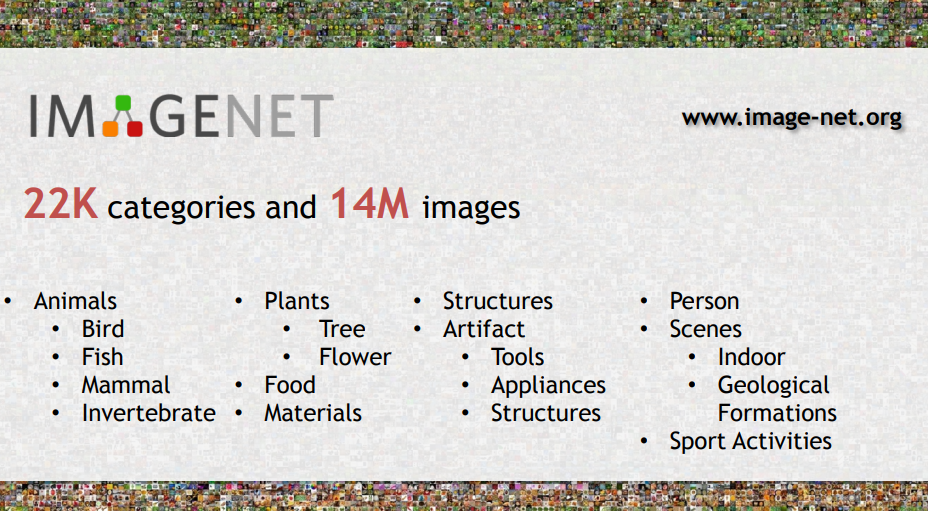 IMAGENET
www.image-net.org
22K categories and 14M images
• Animals
• Bird
• Fish
• Mammal
• Invertebrate
• Plants
• Tree
• Flower
• Food
• Materials
• Structures
• Artifact
• Tools
• Appliances
• Structures
• Person
• Scenes
• Indoor
• Geological
Formations
• Sport Activities